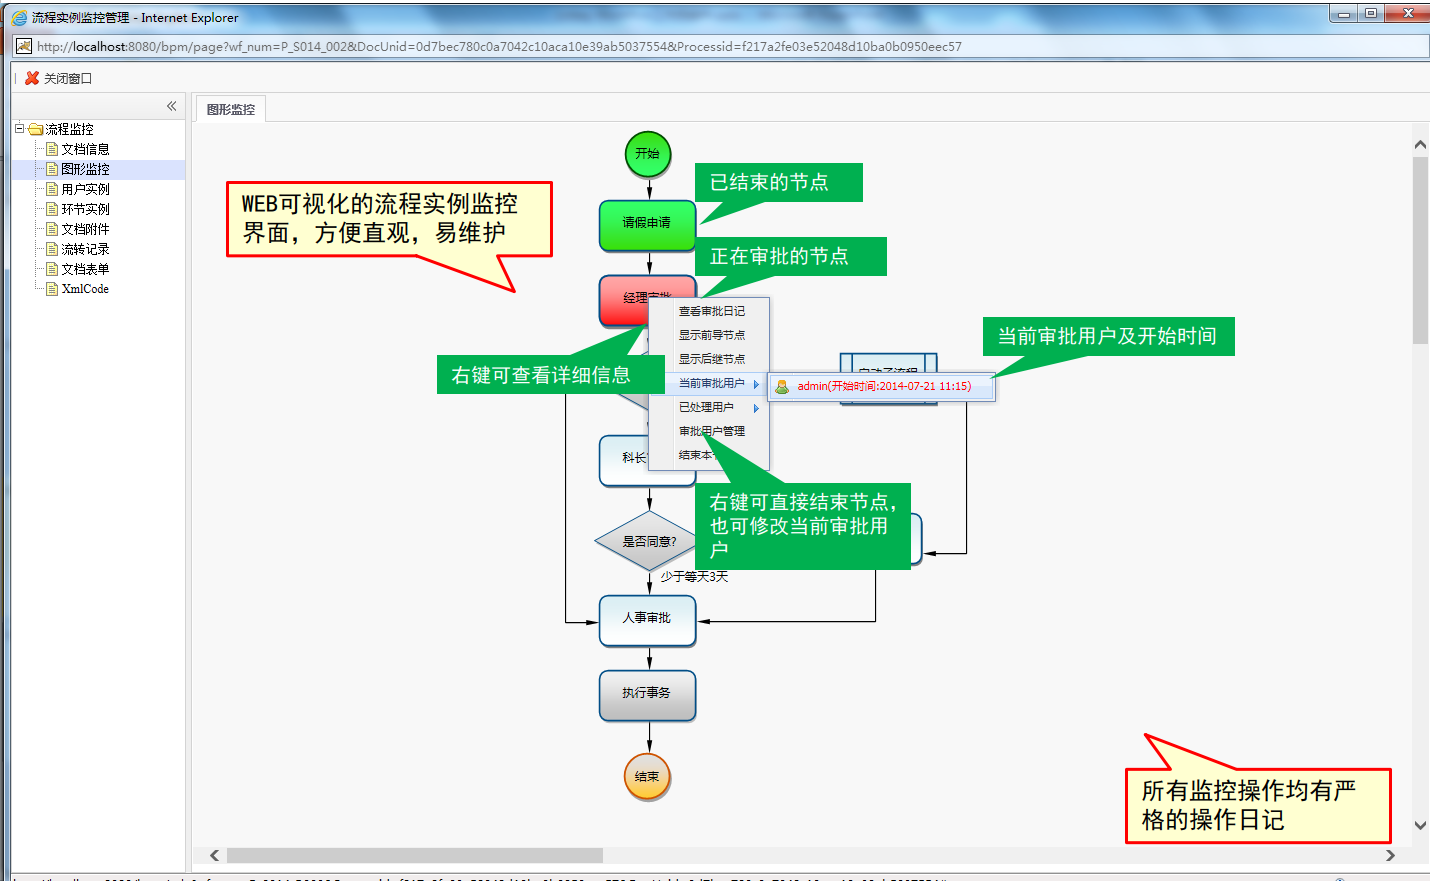 流程实例监控管理 - Internet Explorer
http://localhost:8080/bpm/page?wf_num=P_S014_002&DocUnid=0d7bec780c0a7042c10aca10e39ab5037554&Processid=f217a2fe03e52048d10ba0b0950eec57
关闭窗口
图形监控
流程监控
文档信息
图形监控
用户实例
环节实例
文档附件
流转记录
文档表单
XmlCode
开始
已结束的节点
WEB可视化的流程实例监控
界面，方便直观，易维护
请假申请
正在审批的节点
经理审批
查看审批日记
显示前导节点
显示后继节点
当前审批用户
已处理用户
审批用户管理
结束本
右键可查看详细信息
当前审批用户及开始时间
自动子流程
admin(开始时间:2014-07-21 11:15)
科长
右键可直接结束节点，
也可修改当前审批用
户
是否同意?
少于等天3天
人事审批
执行事务
结束
所有监控操作均有严
格的操作日记